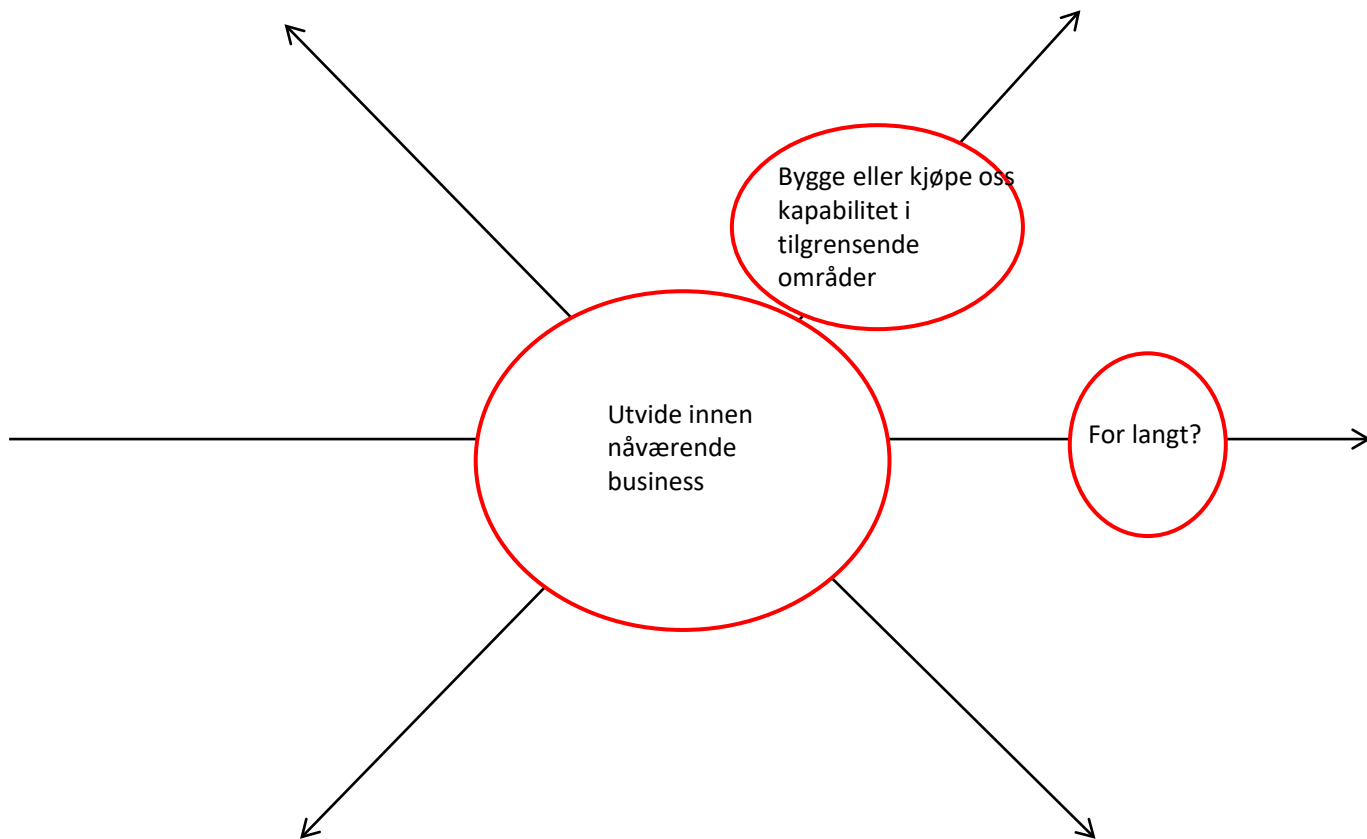 Bygge eller kjøpe oss
kapabilitet i
tilgrensende
områder
Utvide innen
nåværende
business
For langt?